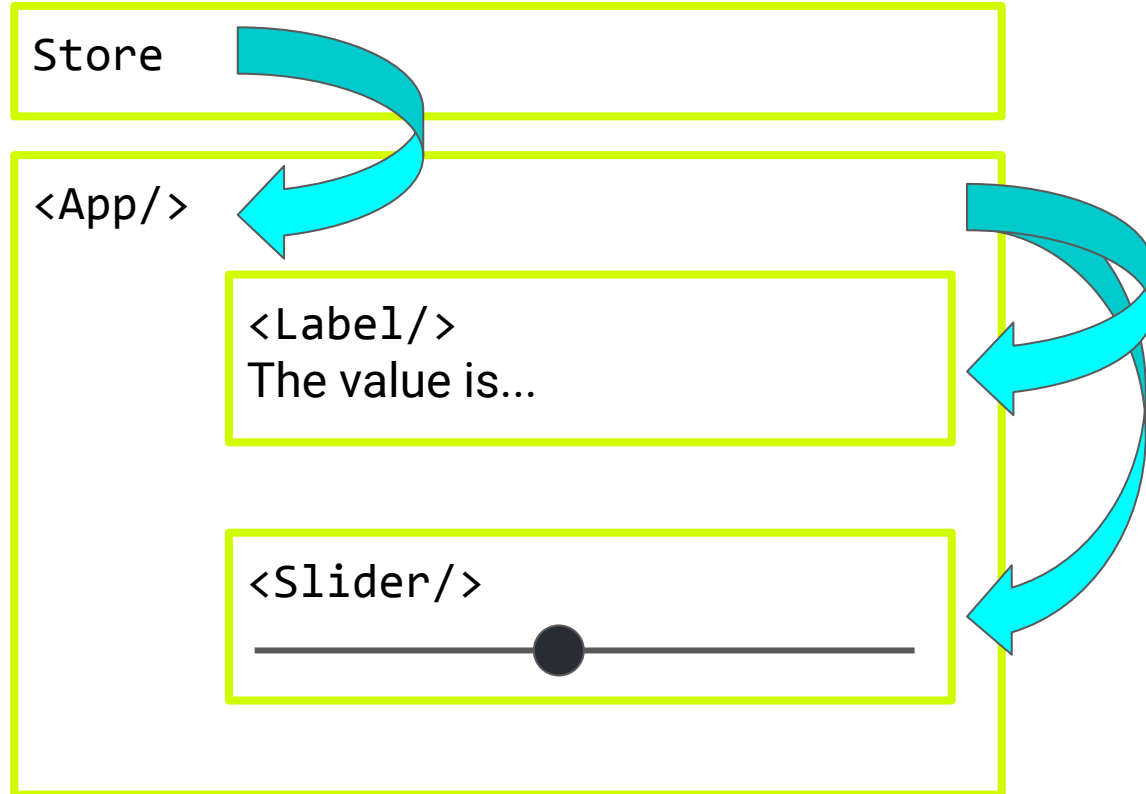 Store
<App/>
<Label/>
The value is...
<Slider/>